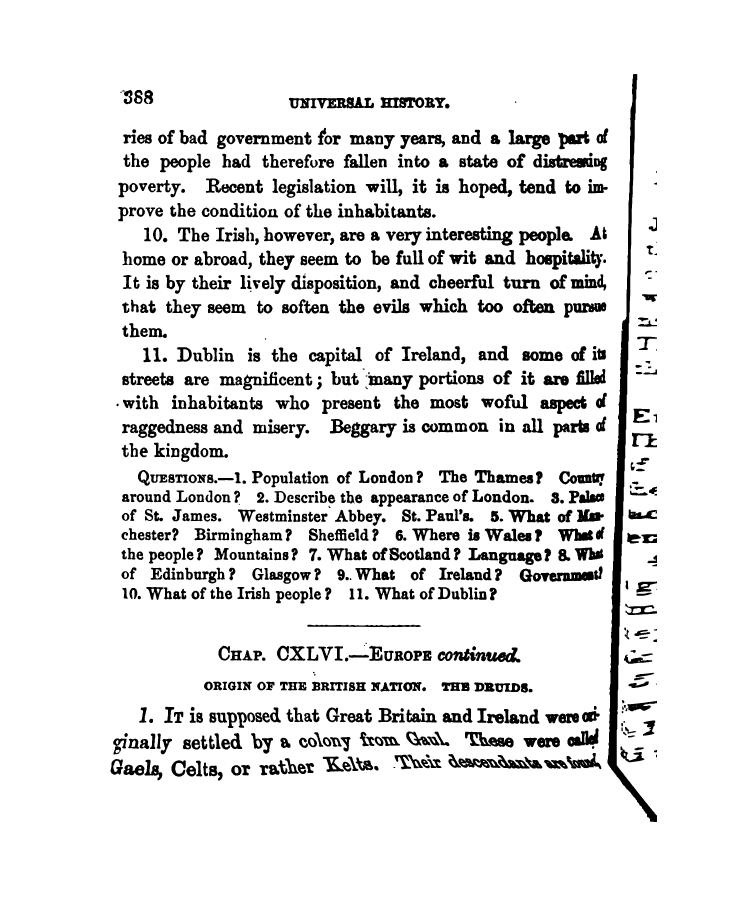 388
UNIVERSAL HISTORY.
ries of bad government for many years, and a large part of
the people had therefore fallen into a state of distressing
poverty. Recent legislation will, it is hoped, tend to im-
prove the condition of the inhabitants.
10. The Irish, however, are a very interesting people. At
home or abroad, they seem to be full of wit and hospitality.
It is by their lively disposition, and cheerful turn of mind,
that they seem to soften the evils which too often pursue
them.
11. Dublin is the capital of Ireland, and some of its
streets are magnificent; but many portions of it are filled
with inhabitants who present the most woful aspect of
raggedness and misery. Beggary is common in all parts of
the kingdom.
QUESTIONS.—1. Population of London? The Thames? Country
around London? 2. Describe the appearance of London. 3. Palace
of St. James. Westminster Abbey. St. Paul's. 5. What of Man-
chester? Birmingham? Sheffield? 6. Where is Wales? What of
the people? Mountains? 7. What of Scotland? Language? 8. What
of Edinburgh? Glasgow? 9. What of Ireland? Government?
10. What of the Irish people? 11. What of Dublin?
CHAP. CXLVI.—EUROPE continued.
ORIGIN OF THE BRITISH NATION. THE DRUIDS.
1. IT is supposed that Great Britain and Ireland were ori-
ginally settled by a colony from Gaul. These were called
Gaels, Celts, or rather Kelts. Their descendants are found,